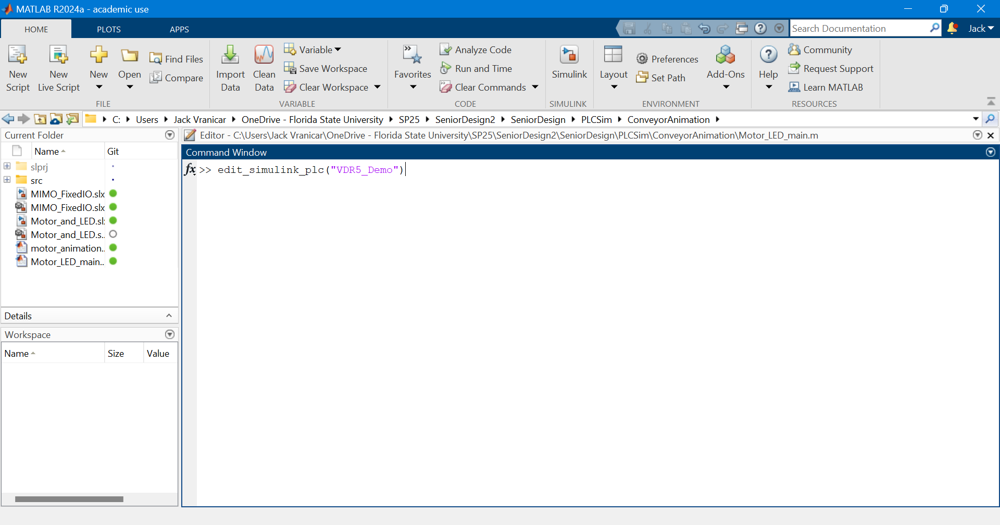 MATLAB R2024a - academic use
HOME
PLOTS
APPS
Search Documentation
Jack
New Script
New Live Script
New
Open
Find Files
Compare
FILE
Import Data
Clean Data
Variable
Save Workspace
Clear Workspace
VARIABLE
Favorites
Analyze Code
Run and Time
Clear Commands
CODE
Simulink
SIMULINK
Layout
Preferences
Set Path
Add-Ons
ENVIRONMENT
Help
Community
Request Support
Learn MATLAB
RESOURCES
C: Users Jack Vranicar OneDrive - Florida State University SP25 SeniorDesign2 SeniorDesign PLCSim ConveyorAnimation
Current Folder
Name Git
slprj
src
MIMO_FixedIO.slx
MIMO_FixedIO.slx
Motor_and_LED.sl
Motor_and_LED.s..
motor_animation..
Motor_LED_main..
Details
Workspace
Name Size Value
Editor - C:\Users\Jack Vranicar\OneDrive - Florida State University\SP25\SeniorDesign2\SeniorDesign\PLCSim\ConveyorAnimation\Motor_LED_main.m
Command Window
fx >> edit_simulink_plc("VDR5_Demo")